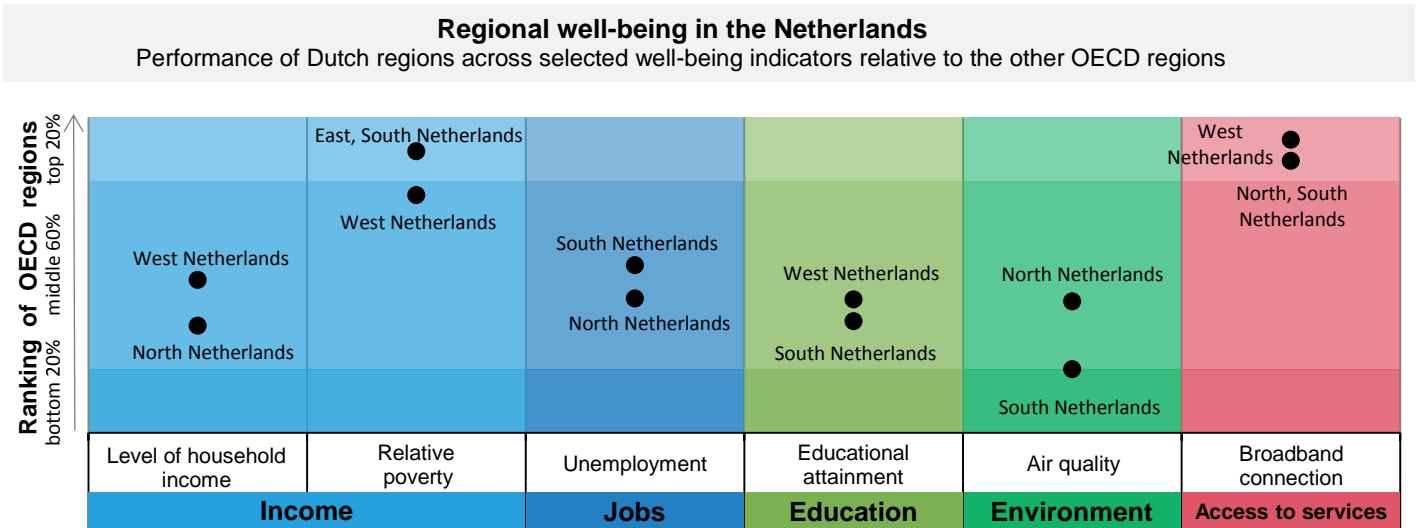 Regional well-being in the Netherlands
Performance of Dutch regions across selected well-being indicators relative to the other OECD regions
Ranking of OECD regions
bottom 20% middle 60% top 20%
West Netherlands
North Netherlands
East, South Netherlands
West Netherlands
South Netherlands
North Netherlands
West Netherlands
South Netherlands
North Netherlands
South Netherlands
West
Netherlands
North, South
Netherlands
Level of household
income
Relative
poverty
Unemployment
Educational
attainment
Air quality
Broadband
connection
Income
Jobs
Education
Environment
Access to services